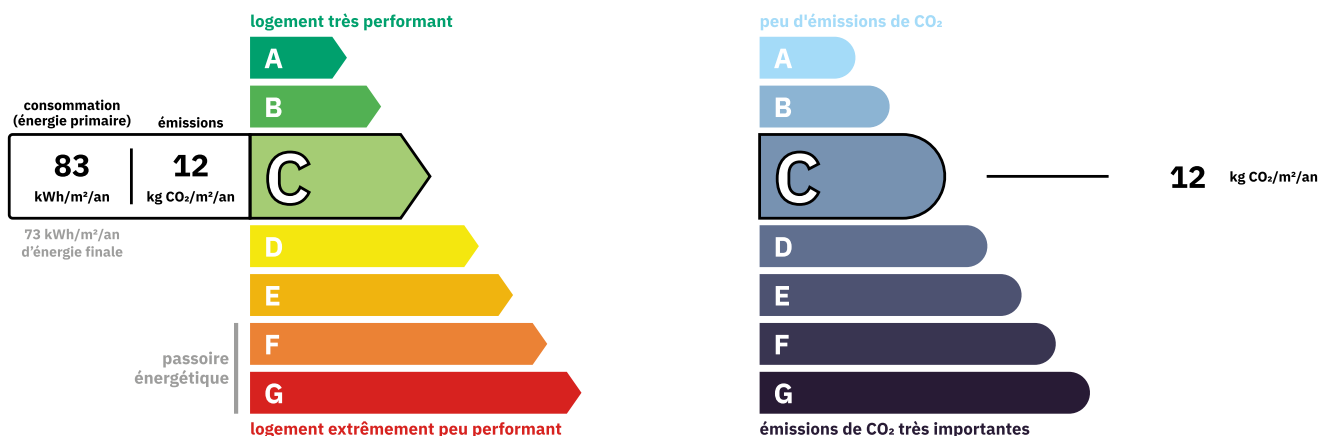 logement très performant
A
B
consommation
(énergie primaire)
émissions
83
kWh/m²/an
12
kg CO₂/m²/an
C
73 kWh/m²/an
d'énergie finale
D
E
F
passoire
énergétique
G
logement extrêmement peu performant
peu d'émissions de CO₂
A
B
C
12 kg CO₂/m²/an
D
E
F
G
émissions de CO₂ très importantes